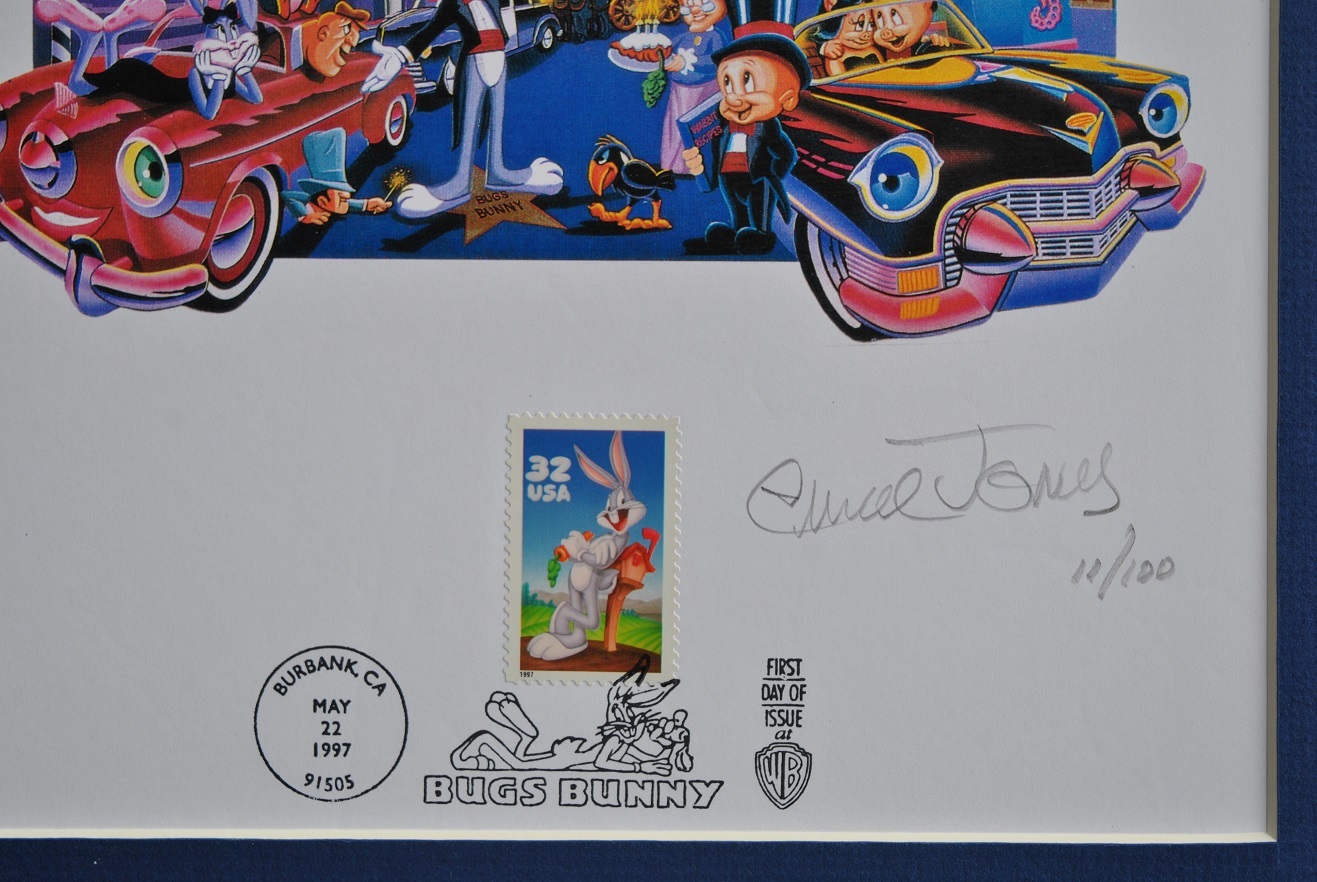 WABBIT
RECIPES
BUGS
BUNNY
32
USA
1997
Chuck Jones
11/100
BURBANK, CA
MAY
22
1997
91505
BUGS BUNNY
FIRST
DAY OF
ISSUE
at
WB